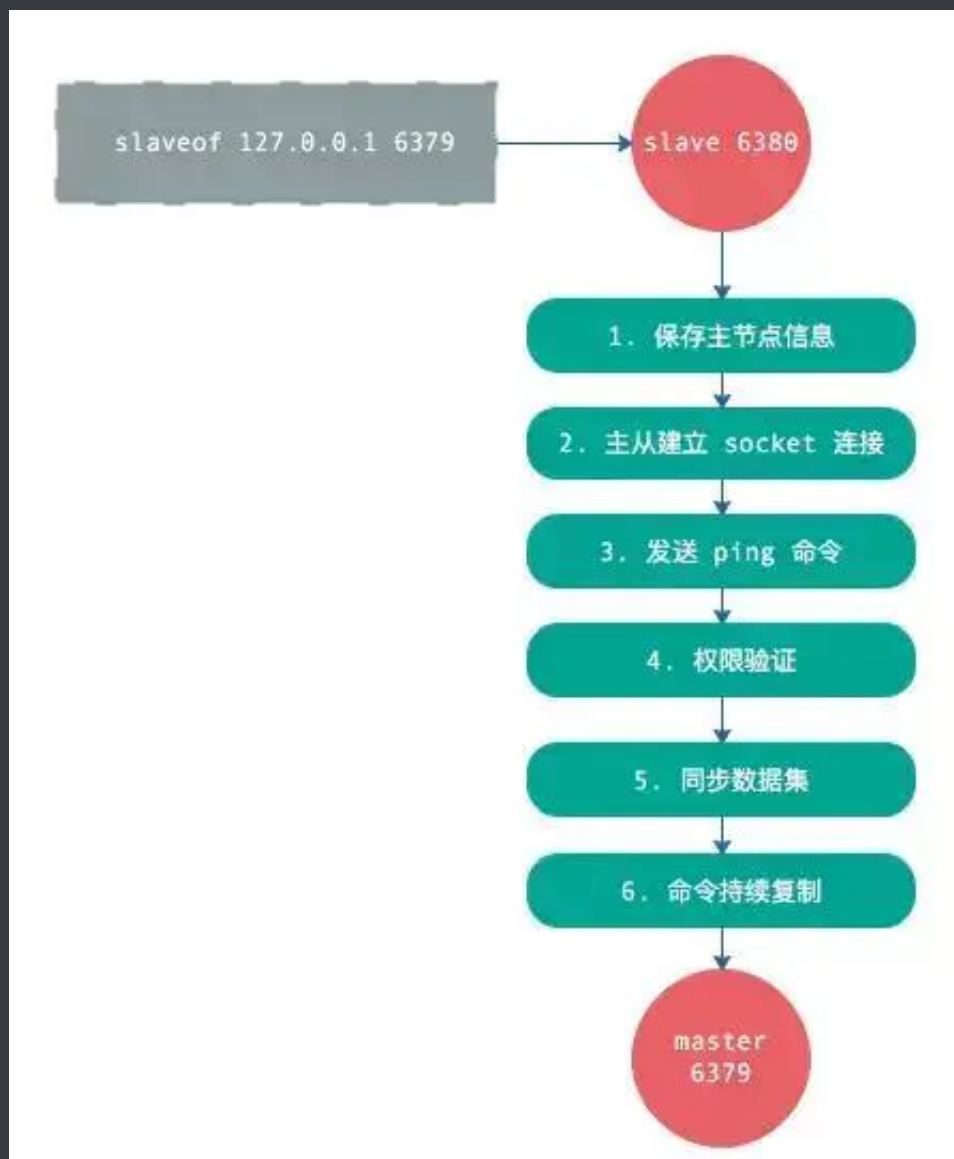 slaveof 127.0.0.1 6379
slave 6380
1. 保存主节点信息
2. 主从建立 socket 连接
3. 发送 ping 命令
4. 权限验证
5. 同步数据集
6. 命令持续复制
master
6379